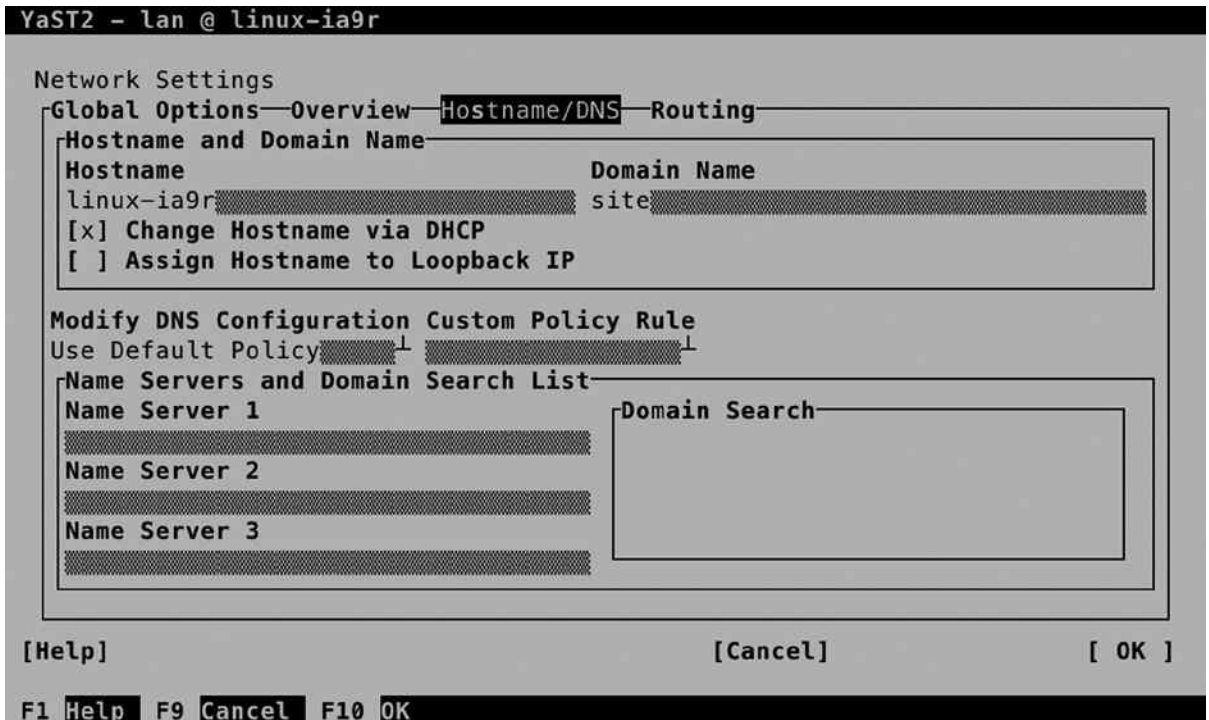 YaST2 – lan @ linux–ia9r
Network Settings
Global Options Overview Hostname/DNS Routing
Hostname and Domain Name
Hostname Domain Name
linux–ia9r site
[x] Change Hostname via DHCP
[ ] Assign Hostname to Loopback IP
Modify DNS Configuration Custom Policy Rule
Use Default Policy
Name Servers and Domain Search List
Name Server 1 Domain Search
Name Server 2
Name Server 3
[Help] [Cancel] [ OK ]
F1 Help F9 Cancel F10 OK